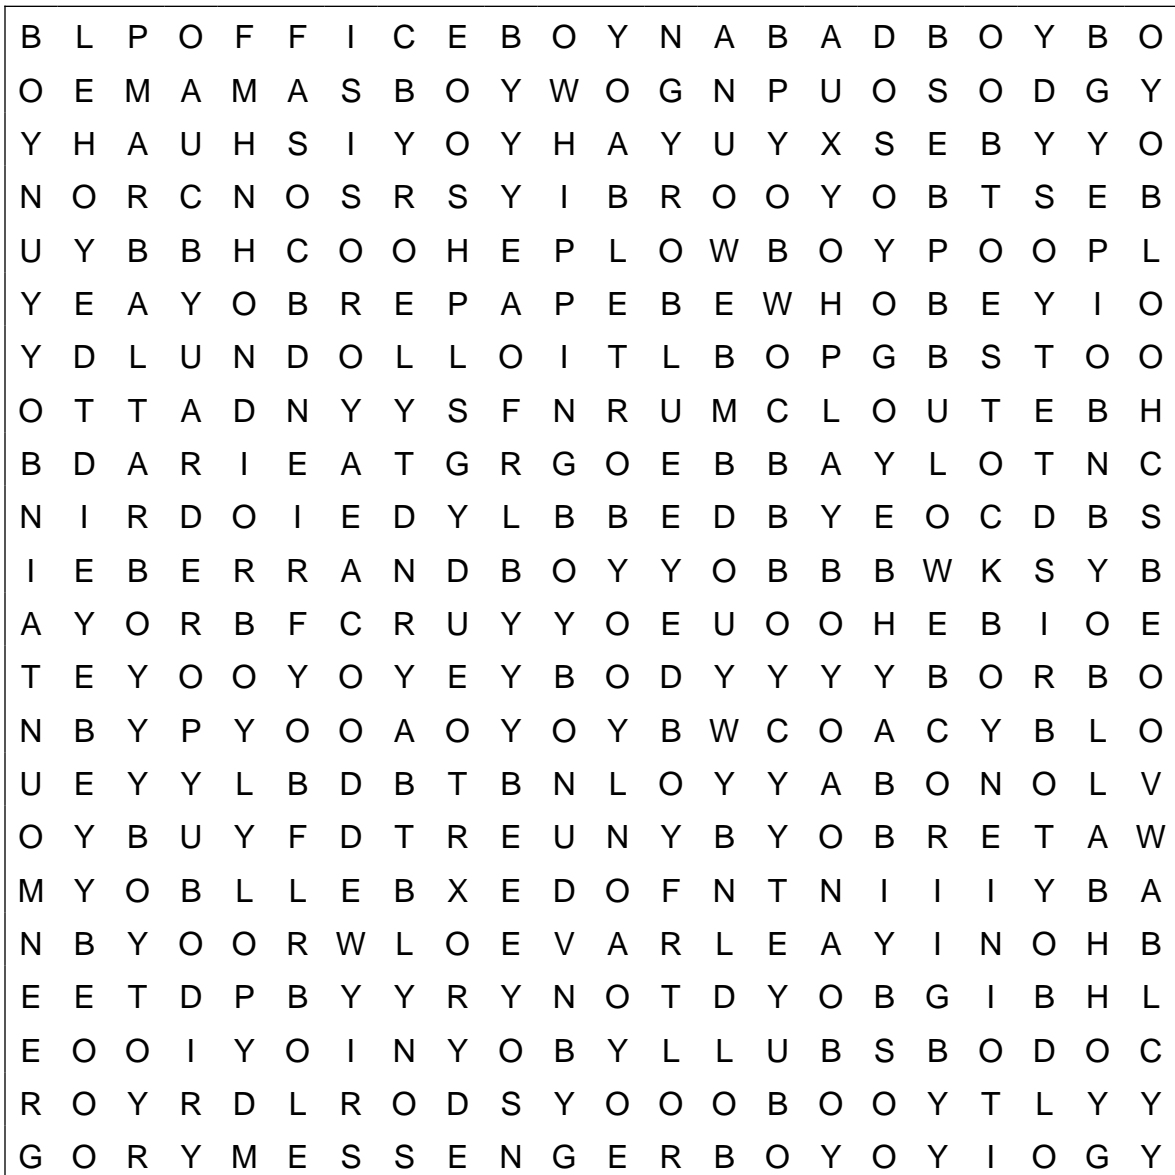 B L P O F F I C E B O Y N A B A D B O Y B O
O E M A M A S B O Y W O G N P U O S O D G Y
Y H A U H S I Y O Y H A Y U Y X S E B Y Y O
N O R C N O S R S Y I B R O O Y O B T S E B
U Y B B H C O O H E P L O W B O Y P O O P L
Y E A Y O B R E P A P E B E W H O B E Y I O
Y D L U N D O L L O I T L B O P G B S T O O
O T T A D N Y Y S F N R U M C L O U T E B H
B D A R I E A T G R G O E B B A Y L O T N C
N I R D O I E D Y L B B E D B Y E O C D B S
I E B E R R A N D B O Y Y O B B B W K S Y B
A Y O R B F C R U Y Y O E U O O H E B I O E
T E Y O O Y O Y E Y B O D Y Y Y Y B O R B O
N B Y P Y O O A O Y O Y B W C O A C Y B L O
U E Y Y L B D B T B N L O Y Y A B O N O L V
O Y B U Y F D T R E U N Y B Y O B R E T A W
M Y O B L L E B X E D O F N T N I I I Y B A
N B Y O O R W L O E V A R L E A Y I N O H B
E E T D P B Y Y R Y N O T D Y O B G I B H L
E O O I Y O I N Y O B Y L L U B S B O D O C
R O Y R D L R O D S Y O O O B O O Y T L Y Y
G O R Y M E S S E N G E R B O Y O Y I O G Y